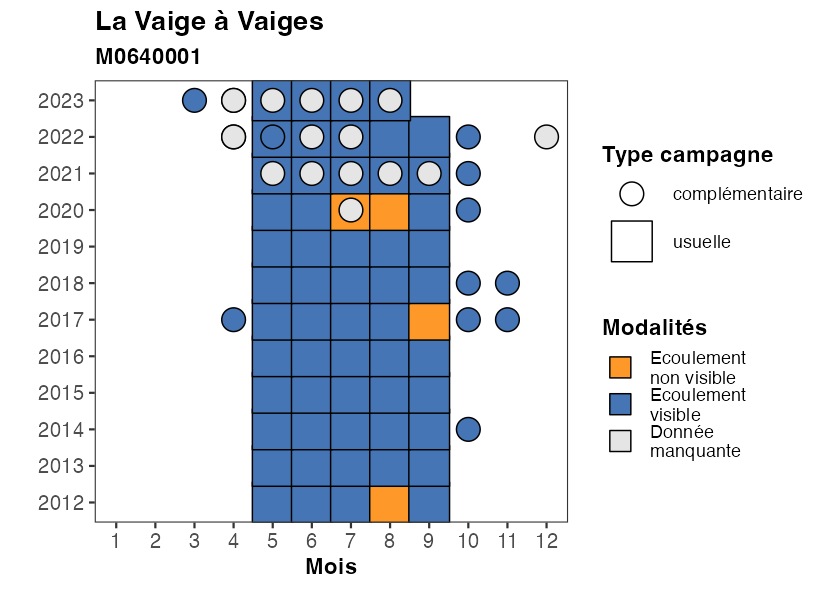 La Vaige à Vaiges
M0640001
2023
2022
2021
2020
2019
2018
2017
2016
2015
2014
2013
2012
1 2 3 4 5 6 7 8 9 10 11 12
Mois
Type campagne
complémentaire
usuelle
Modalités
Ecoulement
non visible
Ecoulement
visible
Donnée
manquante